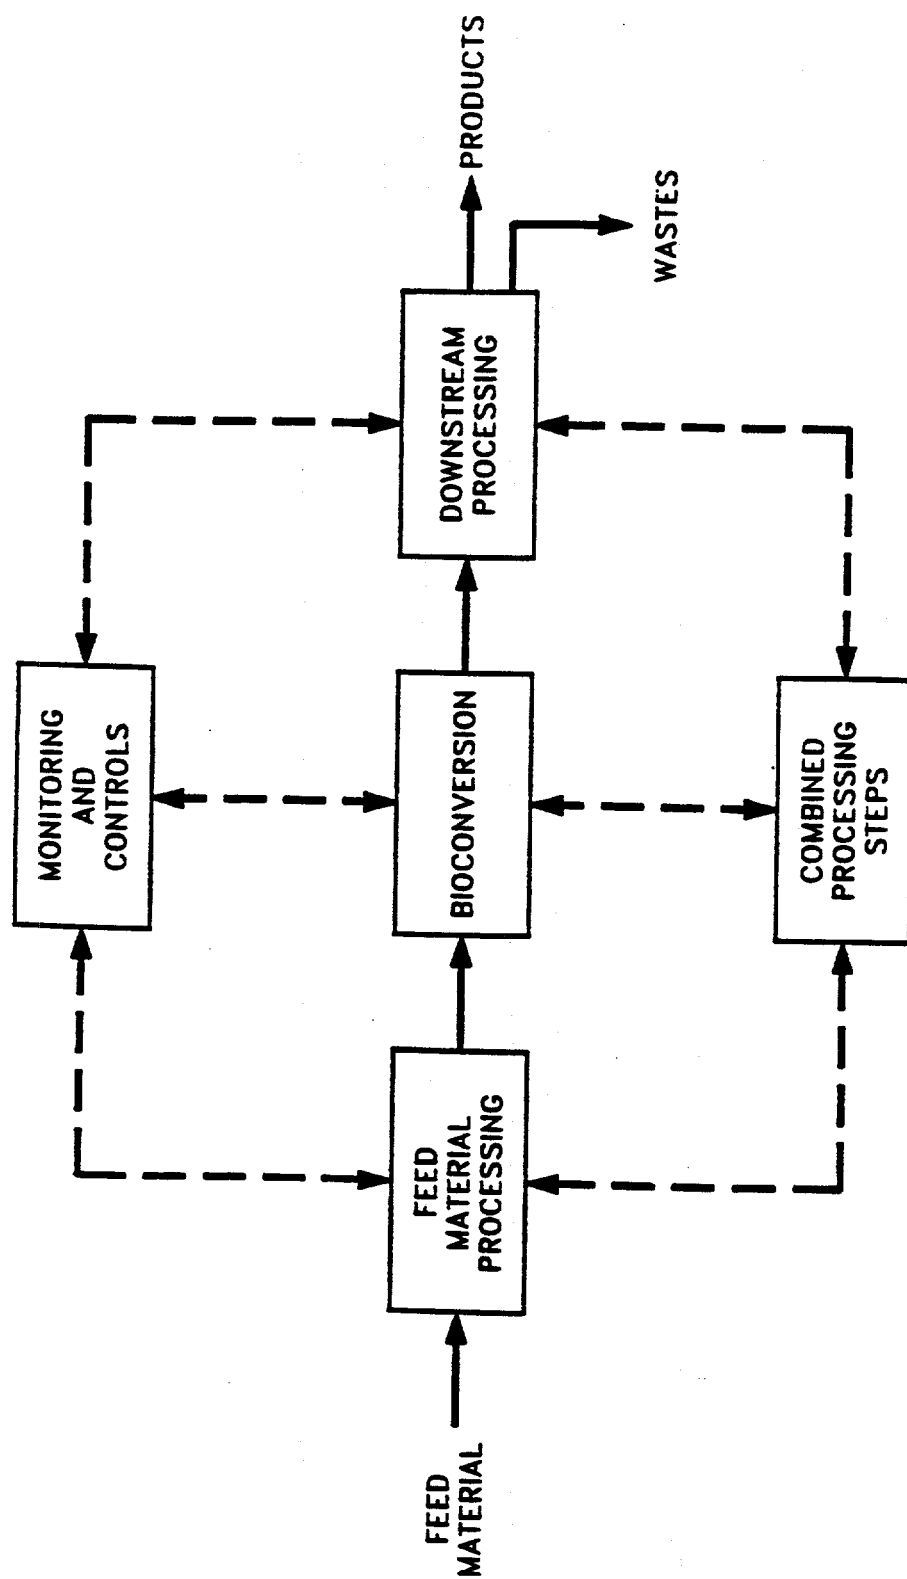 MONITORING
AND
CONTROLS
FEED
MATERIAL
FEED
MATERIAL
PROCESSING
BIOCONVERSION
DOWNSTREAM
PROCESSING
PRODUCTS
WASTES
COMBINED
PROCESSING
STEPS